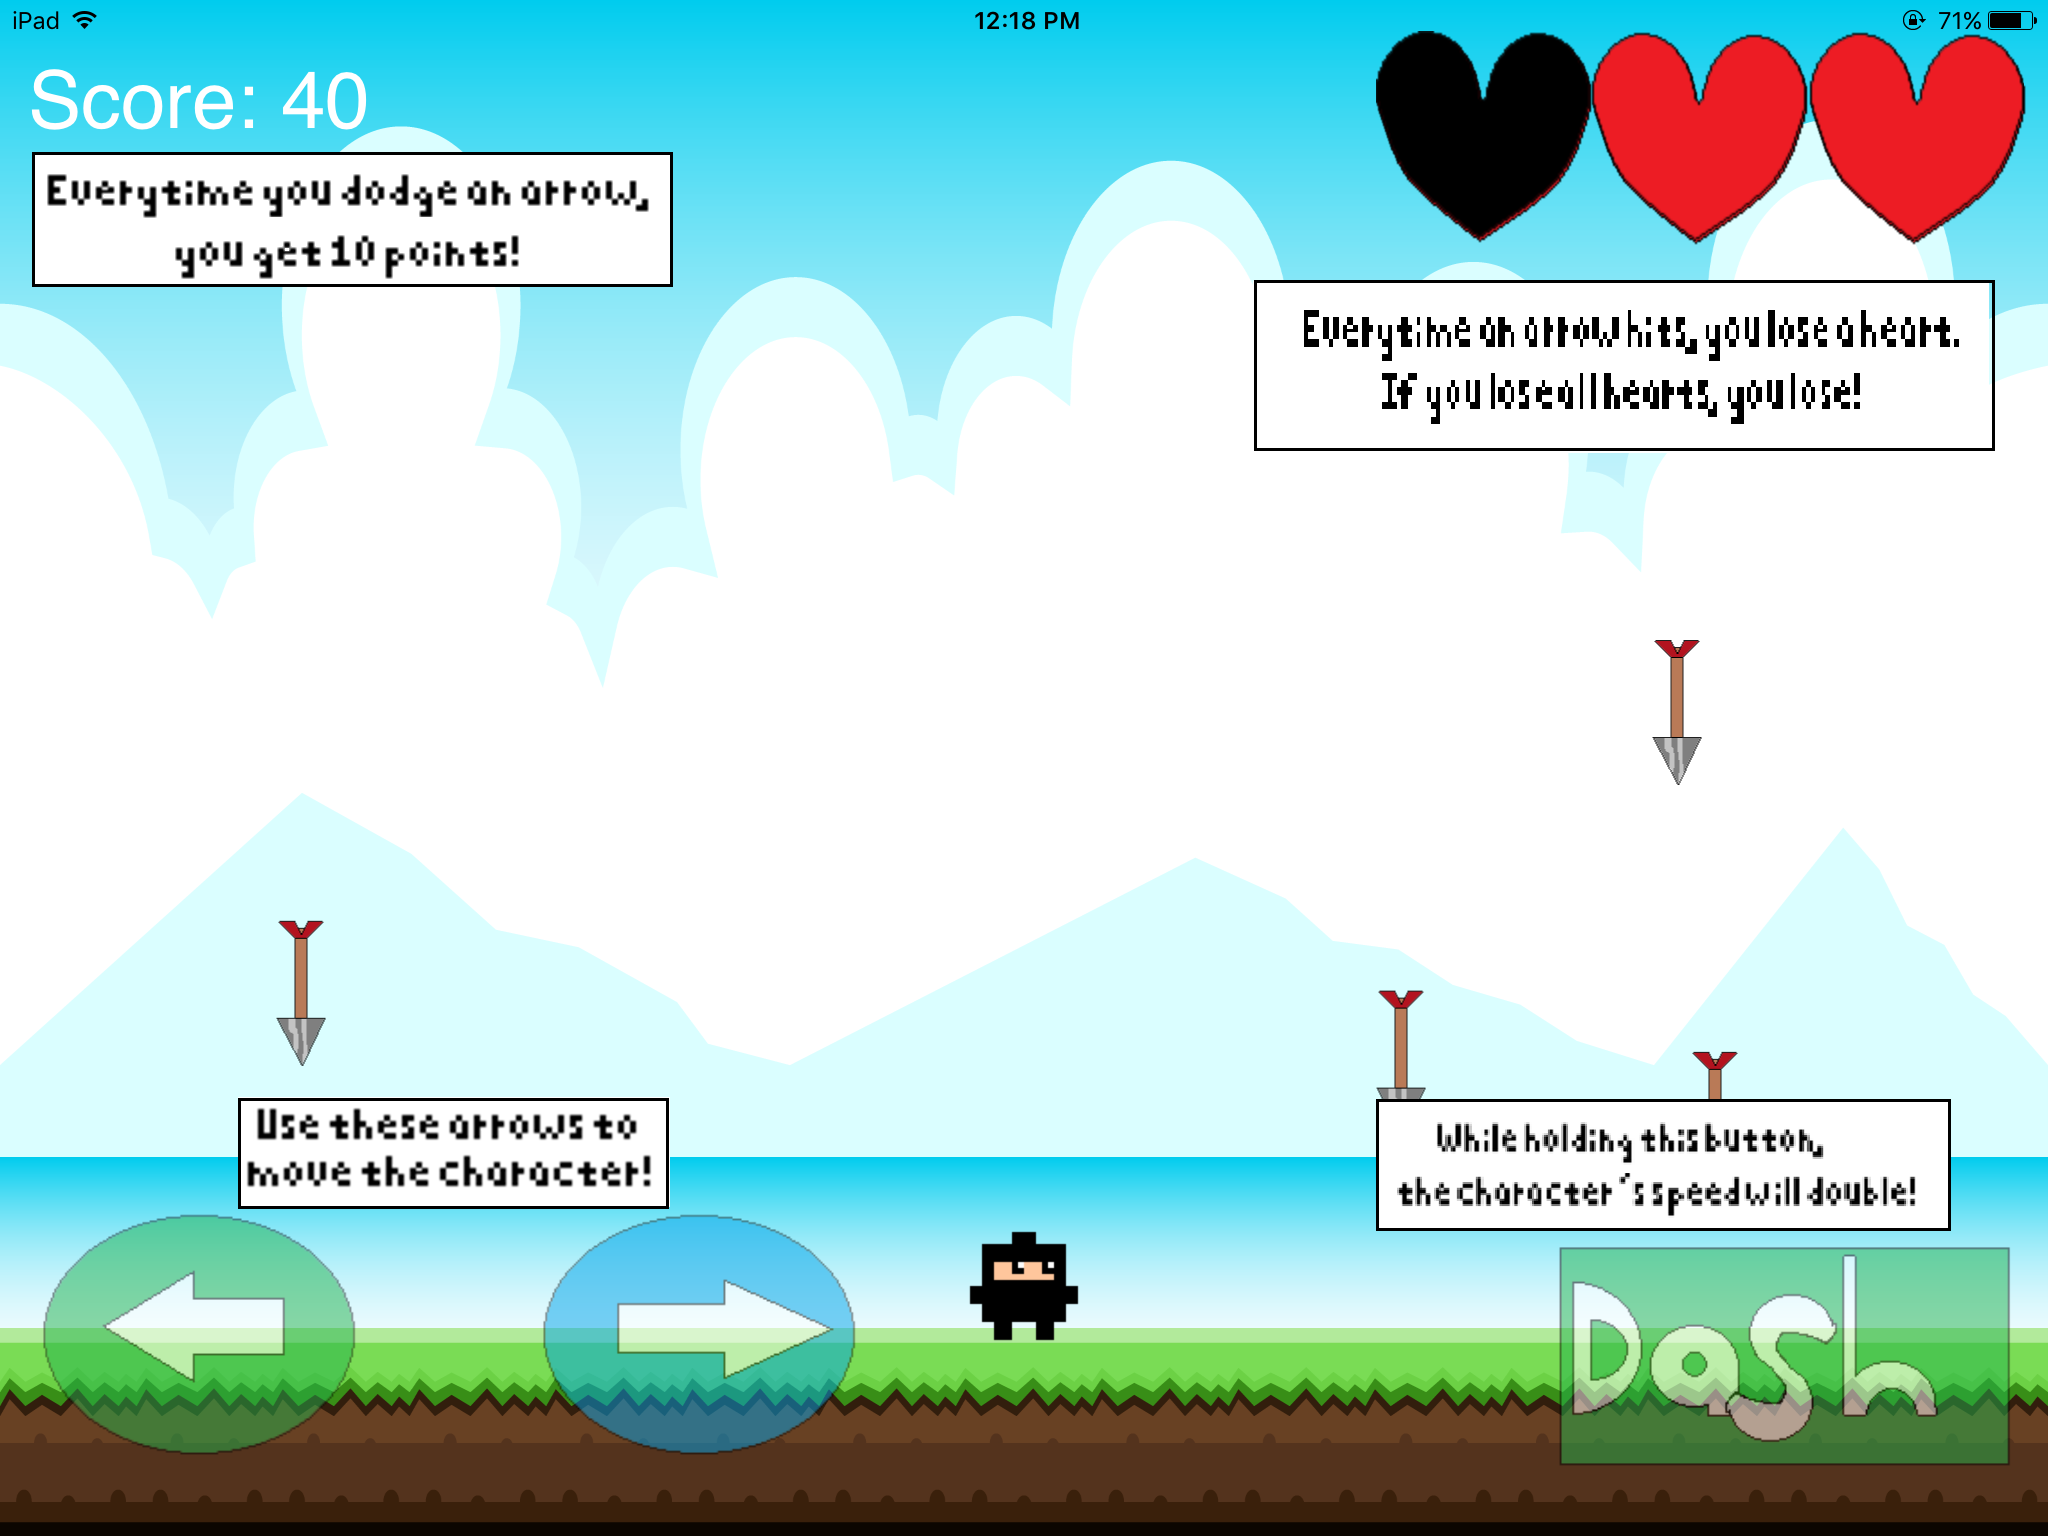 iPad 12:18 PM 71%
Score: 40
Everytime you dodge an arrow,
you get 10 points!
Everytime an arrow hits, you lose a heart.
If you lose all hearts, you lose!
Use these arrows to
move the character!
While holding this button,
the character's speed will double!
Dash